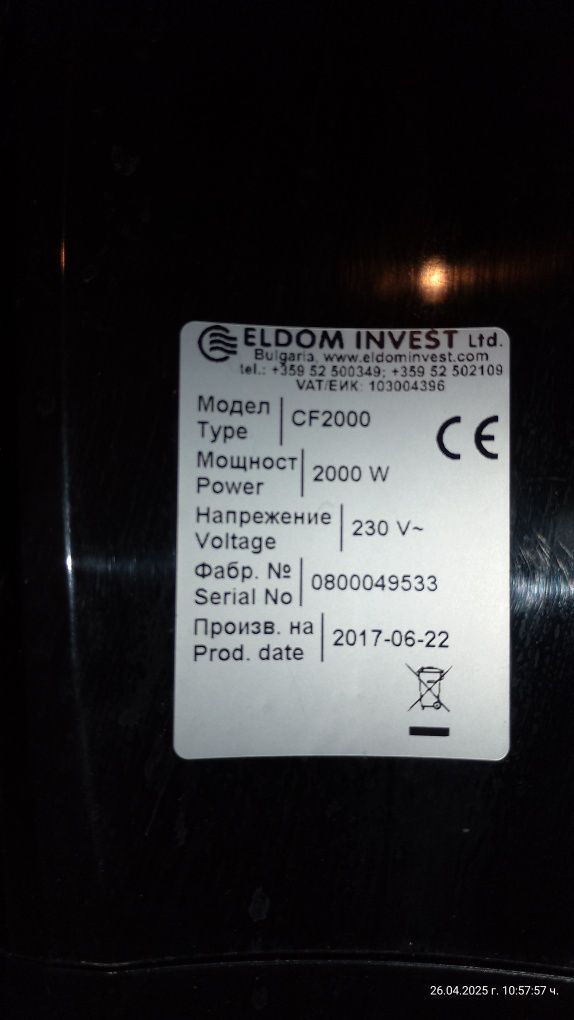 ELDOM INVEST Ltd.
Bulgaria, www.eldominvest.com
tel.: +359 52 500349; +359 52 502109
VAT/ЕИК: 103004396
Модел
Type
CF2000
CE
Мощност
Power
2000 W
Напрежение
Voltage
230 V~
Фабр. №
Serial No
0800049533
Произв. на
Prod. date
2017-06-22
26.04.2025 г. 10:57:57 ч.